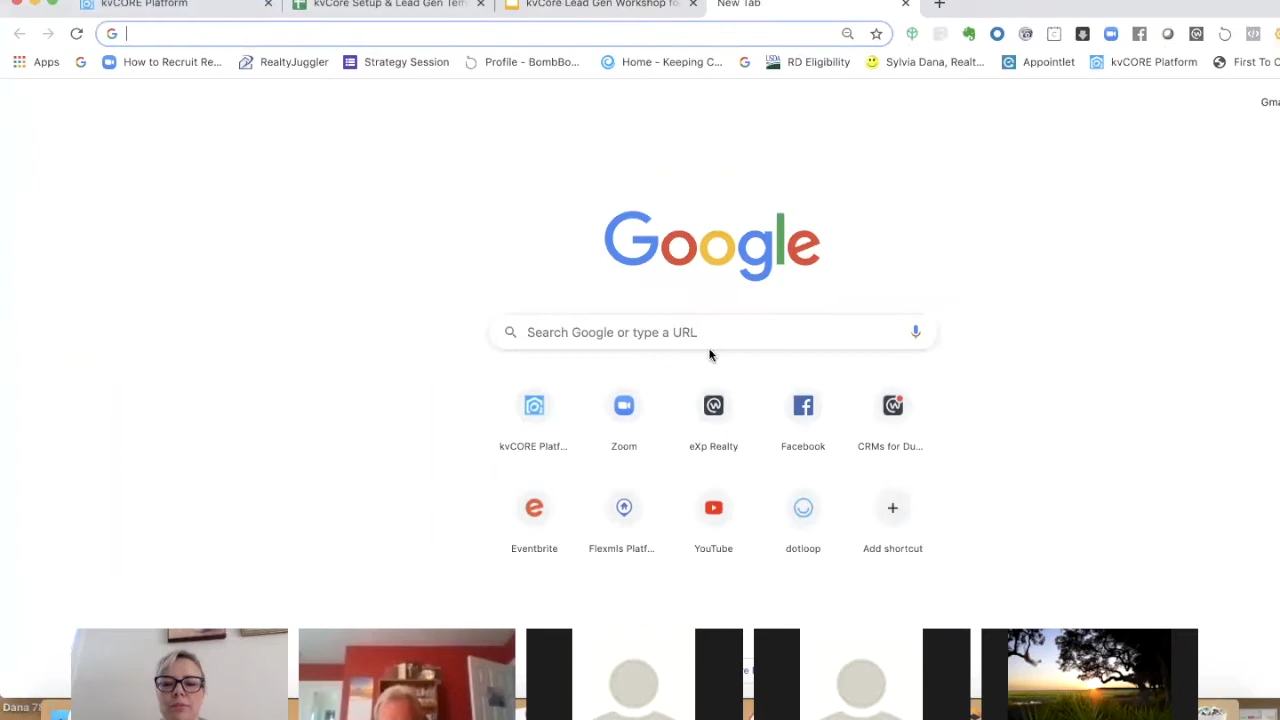 kvCORE Platform
kvCore Setup & Lead Gen Tem
kvCore Lead Gen Workshop fo
New Tab
Apps
How to Recruit Re...
RealtyJuggler
Strategy Session
Profile - BombBo...
Home - Keeping C...
RD Eligibility
Sylvia Dana, Realt...
Appointlet
kvCORE Platform
First To C
Gma
Google
Search Google or type a URL
kvCORE Platf...
Zoom
eXp Realty
Facebook
CRMs for Du...
Eventbrite
Flexmls Platf...
YouTube
dotloop
Add shortcut
Dana 78